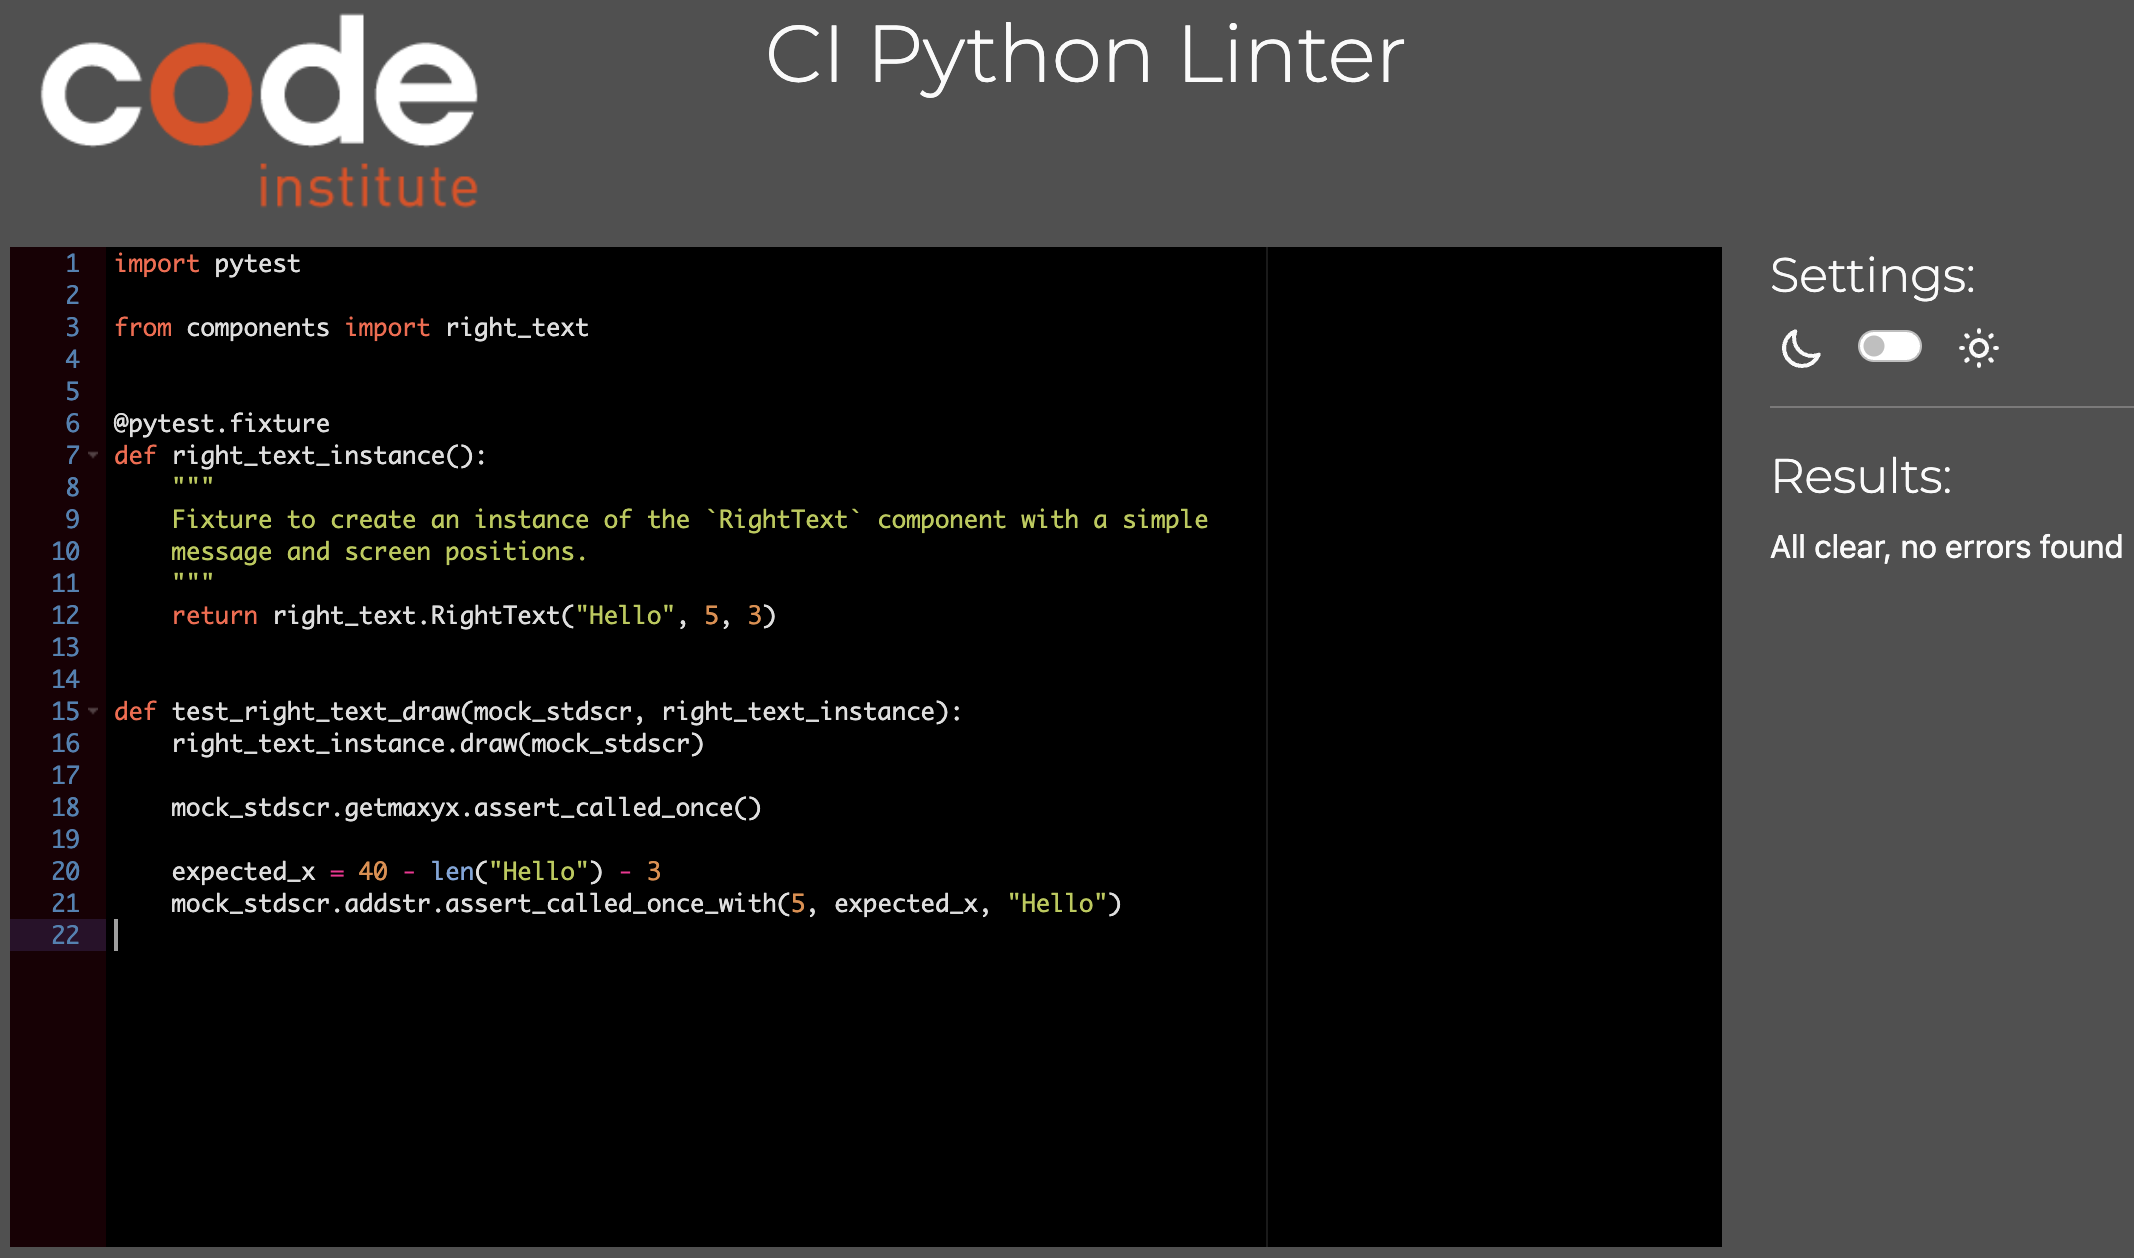 code
institute
CI Python Linter
1 import pytest
2
3 from components import right_text
4
5
6 @pytest.fixture
7 def right_text_instance():
8     """
9     Fixture to create an instance of the `RightText` component with a simple
10     message and screen positions.
11     """
12     return right_text.RightText("Hello", 5, 3)
13
14
15 def test_right_text_draw(mock_stdscr, right_text_instance):
16     right_text_instance.draw(mock_stdscr)
17
18     mock_stdscr.getmaxyx.assert_called_once()
19
20     expected_x = 40 - len("Hello") - 3
21     mock_stdscr.addstr.assert_called_once_with(5, expected_x, "Hello")
22
Settings:
Results:
All clear, no errors found